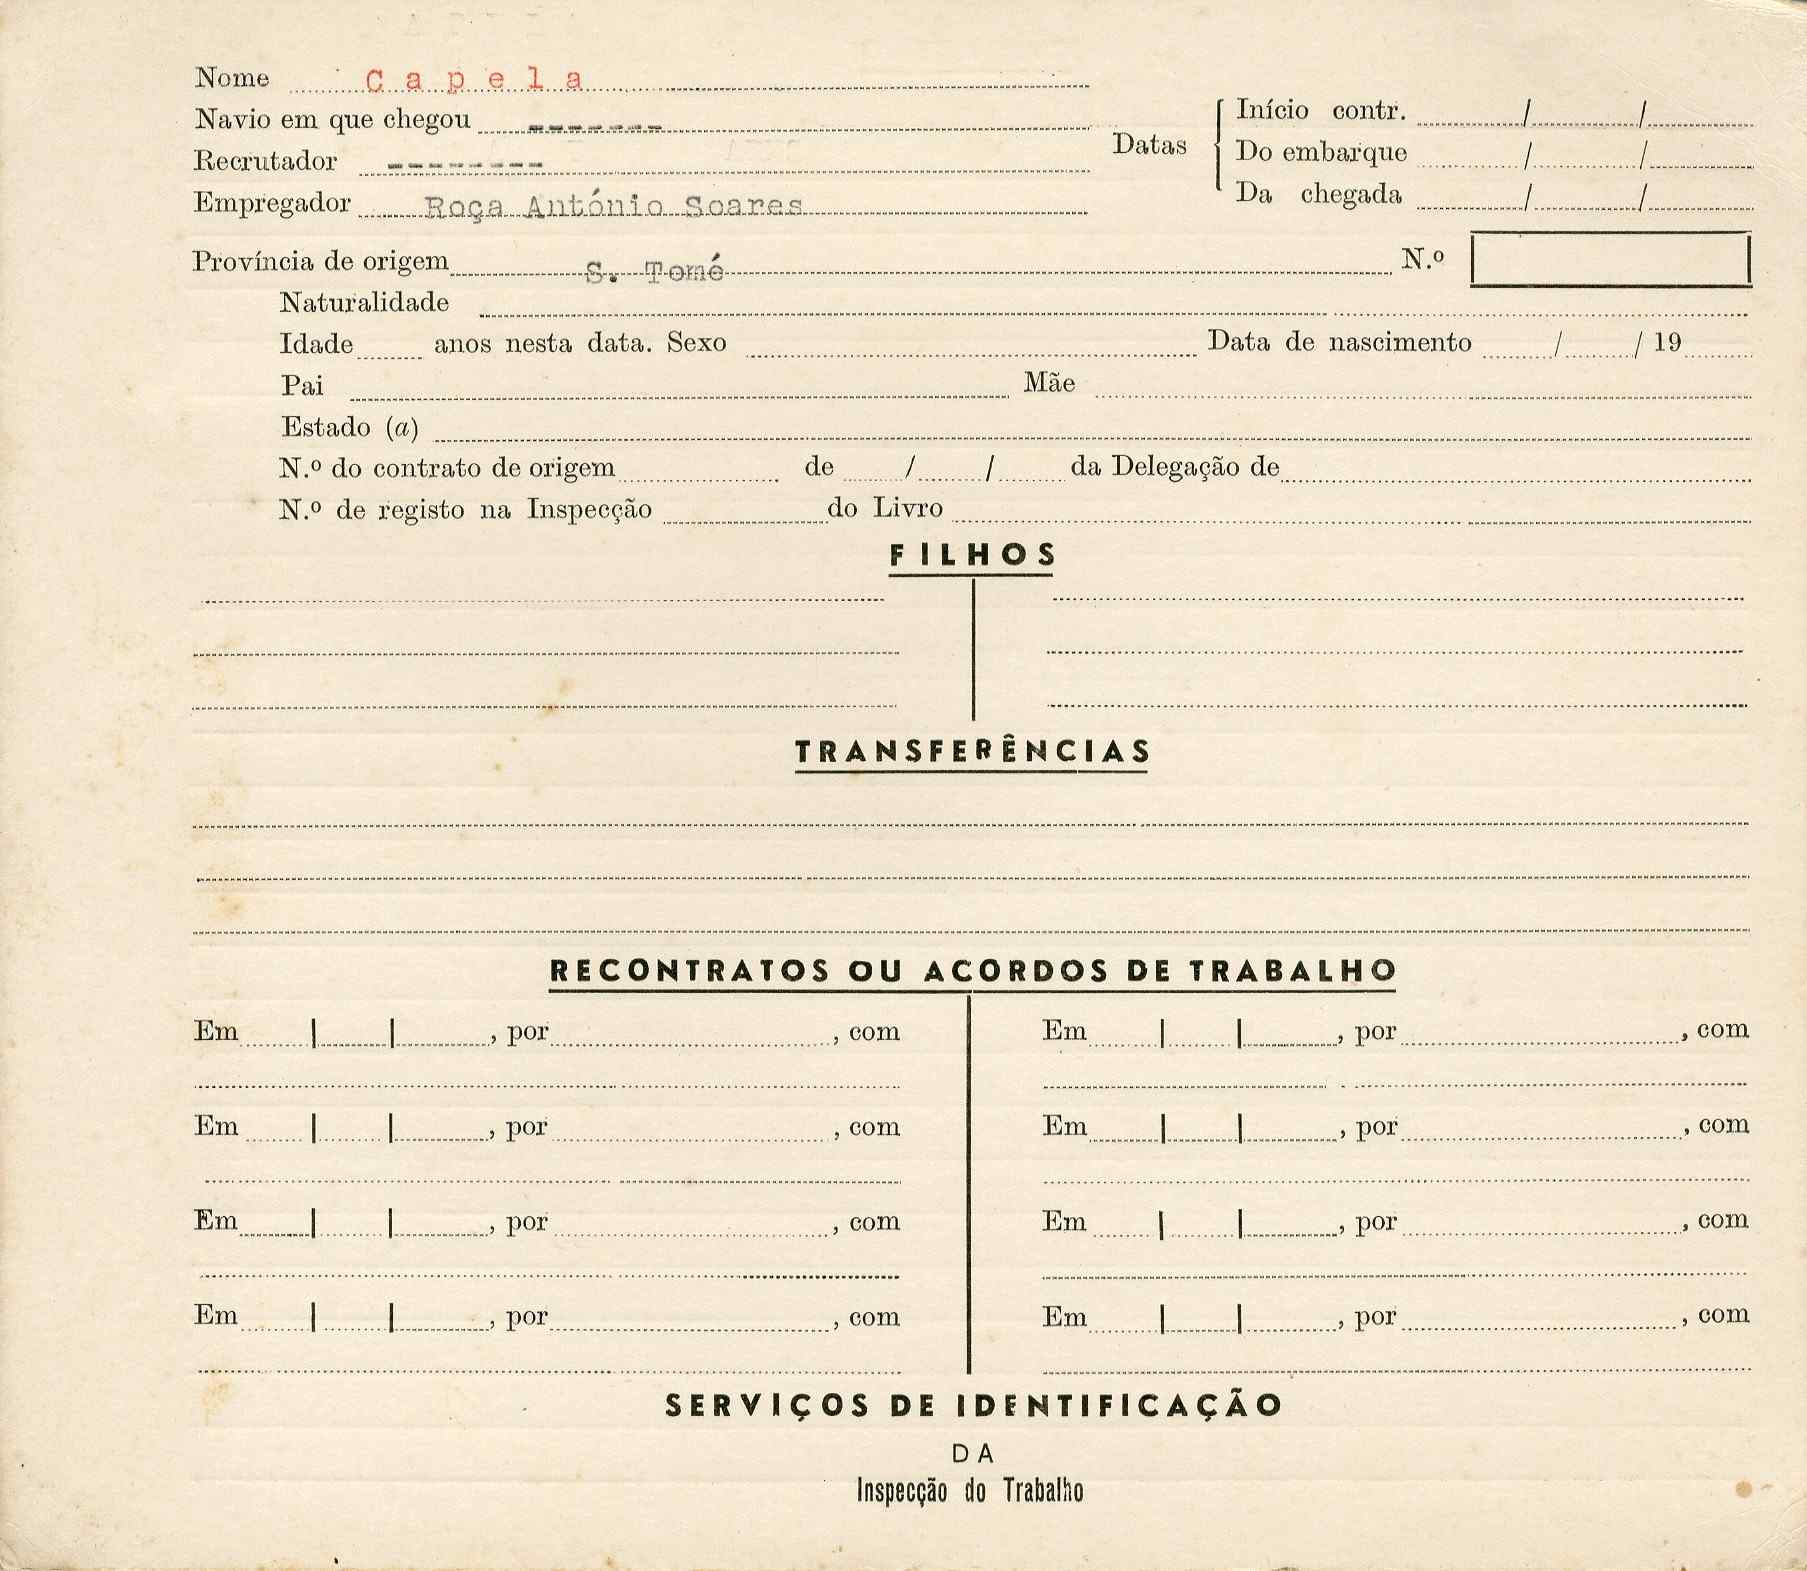 Nome C a p e l a
Navio em que chegou -------
Recrutador --------
Empregador Roça António Soares
Datas
Início contr. / /
Do embarque / /
Da chegada / /
Província de origem S. Tomé N.º
Naturalidade
Idade anos nesta data. Sexo Data de nascimento / / 19
Pai Mãe
Estado (a)
N.º do contrato de origem de / / da Delegação de
N.º de registo na Inspecção do Livro
FILHOS
TRANSFERÊNCIAS
RECONTRATOS OU ACORDOS DE TRABALHO
Em | | , por , com Em | | , por , com
Em | | , por , com Em | | , por , com
Em | | , por , com Em | | , por , com
Em | | , por , com Em | | , por , com
SERVIÇOS DE IDENTIFICAÇÃO
DA
Inspecção do Trabalho